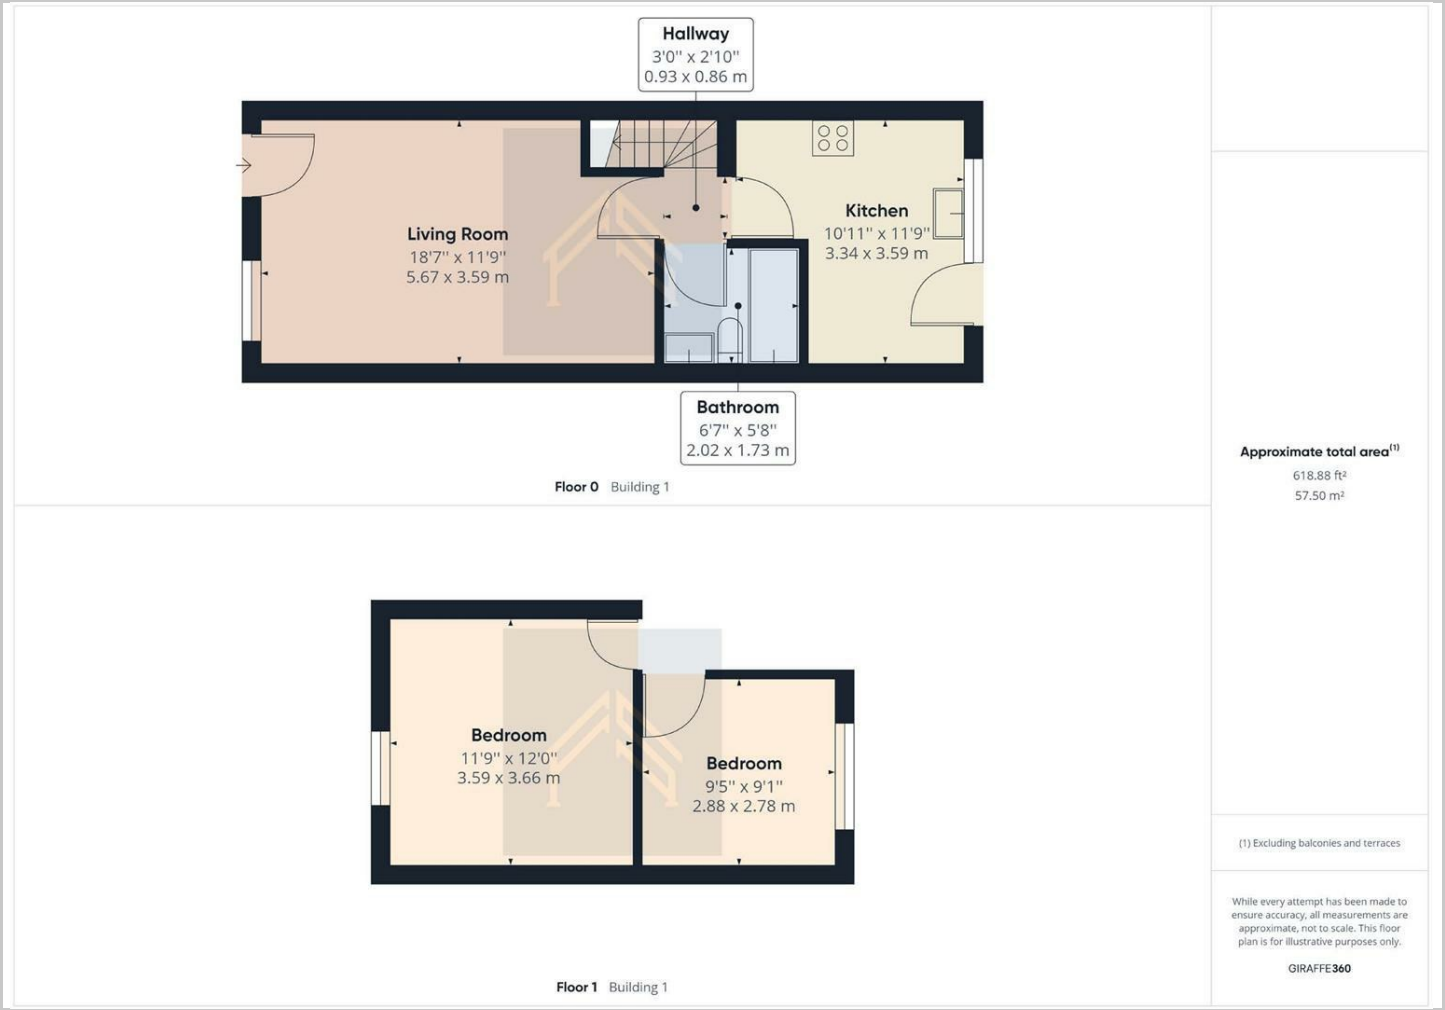 Hallway
3'0" x 2'10"
0.93 x 0.86 m
Living Room
18'7" x 11'9"
5.67 x 3.59 m
Kitchen
10'11" x 11'9"
3.34 x 3.59 m
Bathroom
6'7" x 5'8"
2.02 x 1.73 m
Floor 0 Building 1
Bedroom
11'9" x 12'0"
3.59 x 3.66 m
Bedroom
9'5" x 9'1"
2.88 x 2.78 m
Floor 1 Building 1
Approximate total area(1)
618.88 ft²
57.50 m²
(1) Excluding balconies and terraces
While every attempt has been made to
ensure accuracy, all measurements are
approximate, not to scale. This floor
plan is for illustrative purposes only.
GIRAFFE360